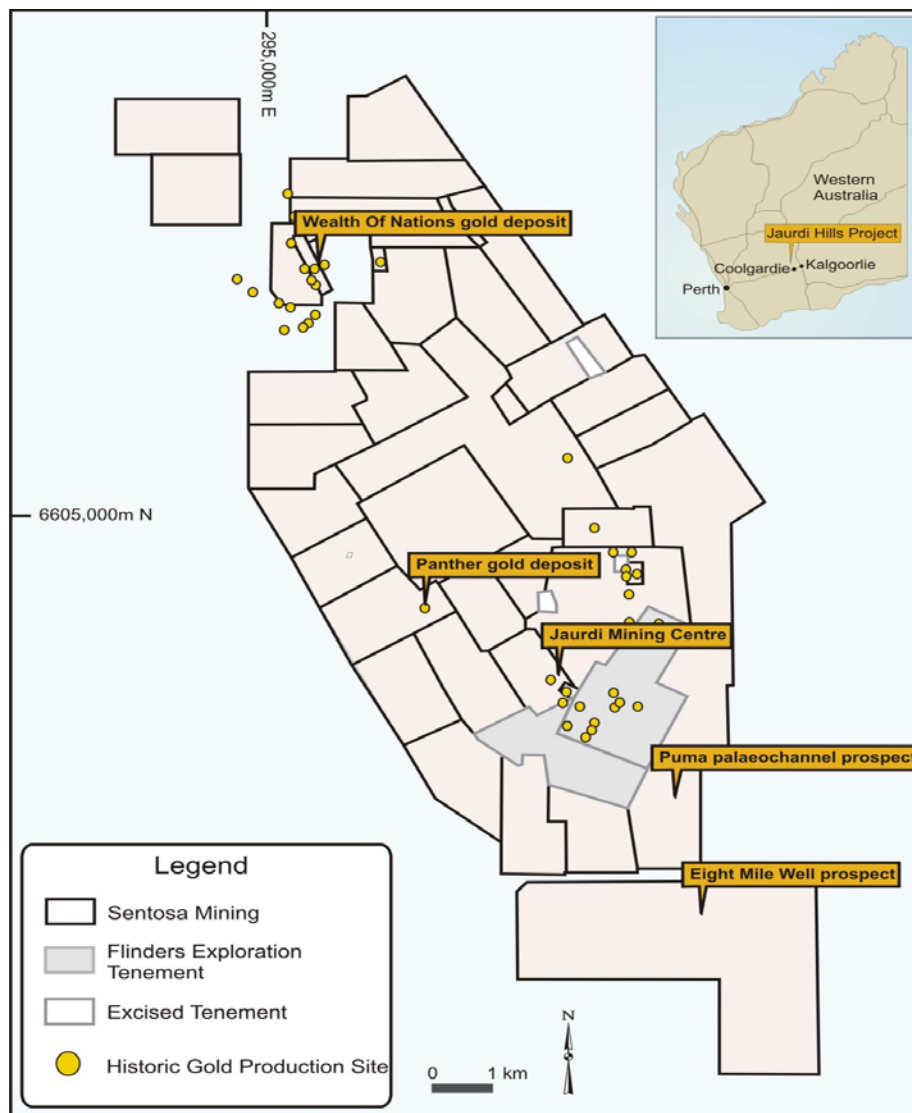 295,000m E
Western
Australia
Jaurdi Hills Project
Coolgardie
Kalgoorlie
Perth
Wealth Of Nations gold deposit
6605,000m N
Panther gold deposit
Jaurdi Mining Centre
Puma palaeochannel prospect
Eight Mile Well prospect
Legend
Sentosa Mining
Flinders Exploration
Tenement
Excised Tenement
Historic Gold Production Site
N
0 1 km